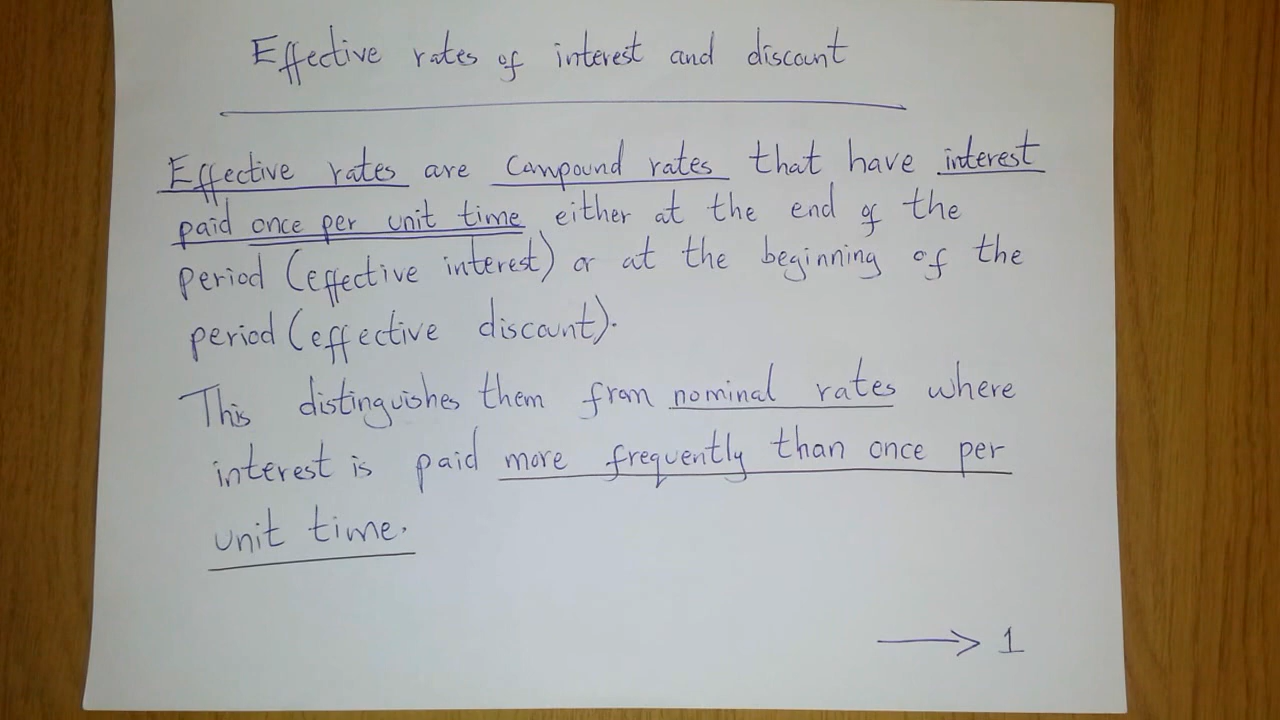 Effective rates of interest and discount
Effective rates are compound rates that have interest
paid once per unit time either at the end of the
period (effective interest) or at the beginning of the
period (effective discount).
This distinguishes them from nominal rates where
interest is paid more frequently than once per
unit time.
→ 1